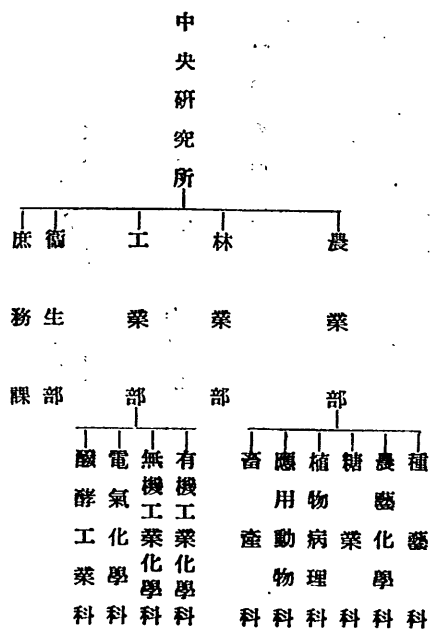 中央研究所
農業部
林業部
工業部
衞生部
庶務課
種藝科
農藝化學科
糖業科
植物病理科
應用動物科
畜產科
有機工業化學科
無機工業化學科
電氣化學科
醱酵工業科